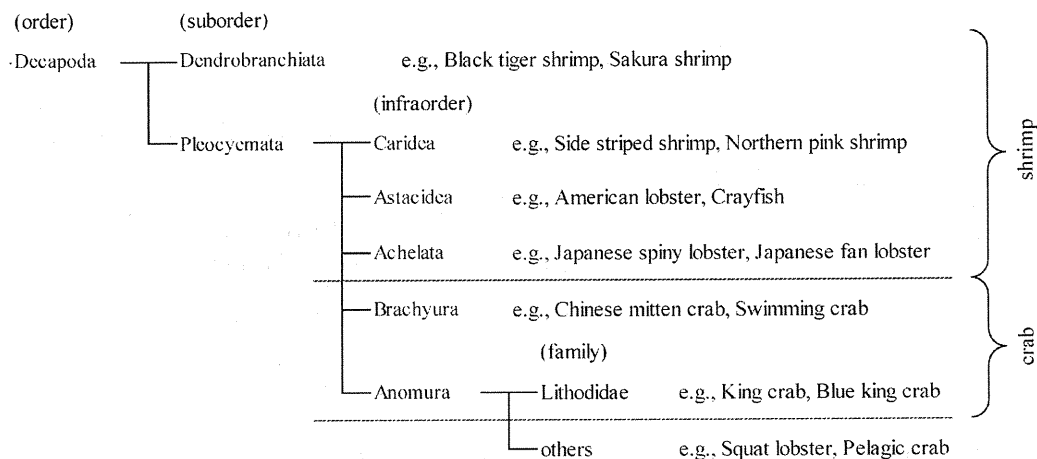 (order) (suborder)
Decapoda Dendrobranchiata e.g., Black tiger shrimp, Sakura shrimp
(infraorder)
Pleocyemata Caridea e.g., Side striped shrimp, Northern pink shrimp
Astacidea e.g., American lobster, Crayfish
Achelata e.g., Japanese spiny lobster, Japanese fan lobster
shrimp
Brachyura e.g., Chinese mitten crab, Swimming crab
(family)
Anomura Lithodidae e.g., King crab, Blue king crab
crab
others e.g., Squat lobster, Pelagic crab